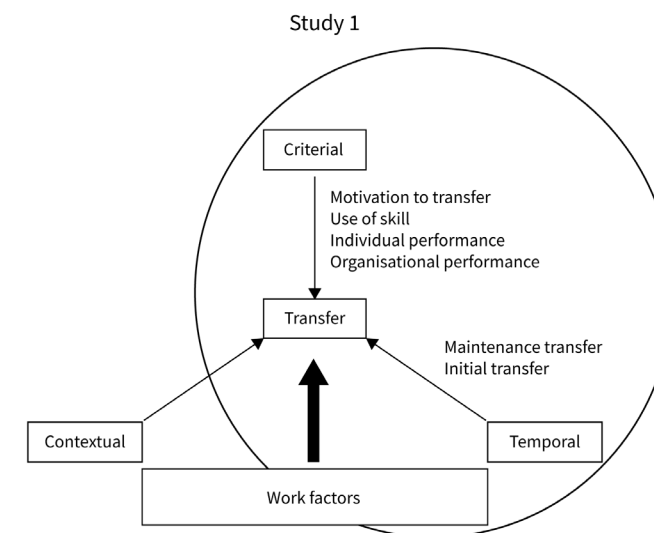 Study 1
Criterial
Motivation to transfer
Use of skill
Individual performance
Organisational performance
Transfer
Maintenance transfer
Initial transfer
Contextual
Temporal
Work factors